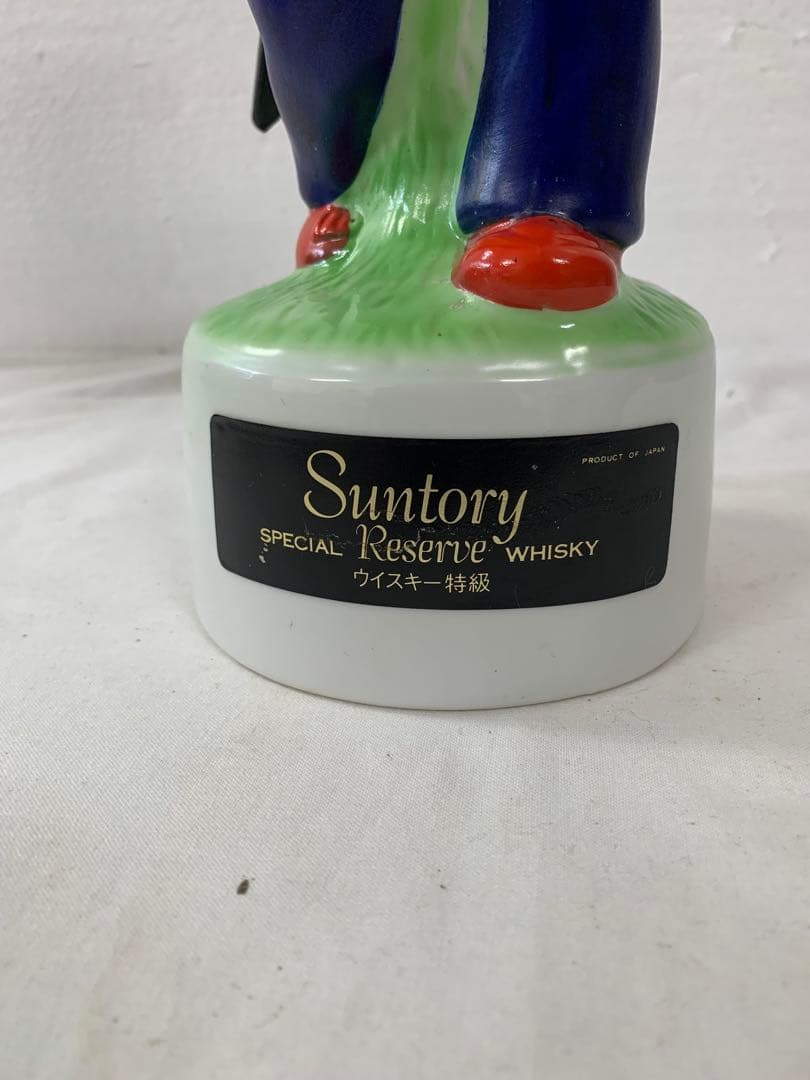 PRODUCT OF JAPAN
Suntory
SPECIAL Reserve WHISKY
ウイスキー特級